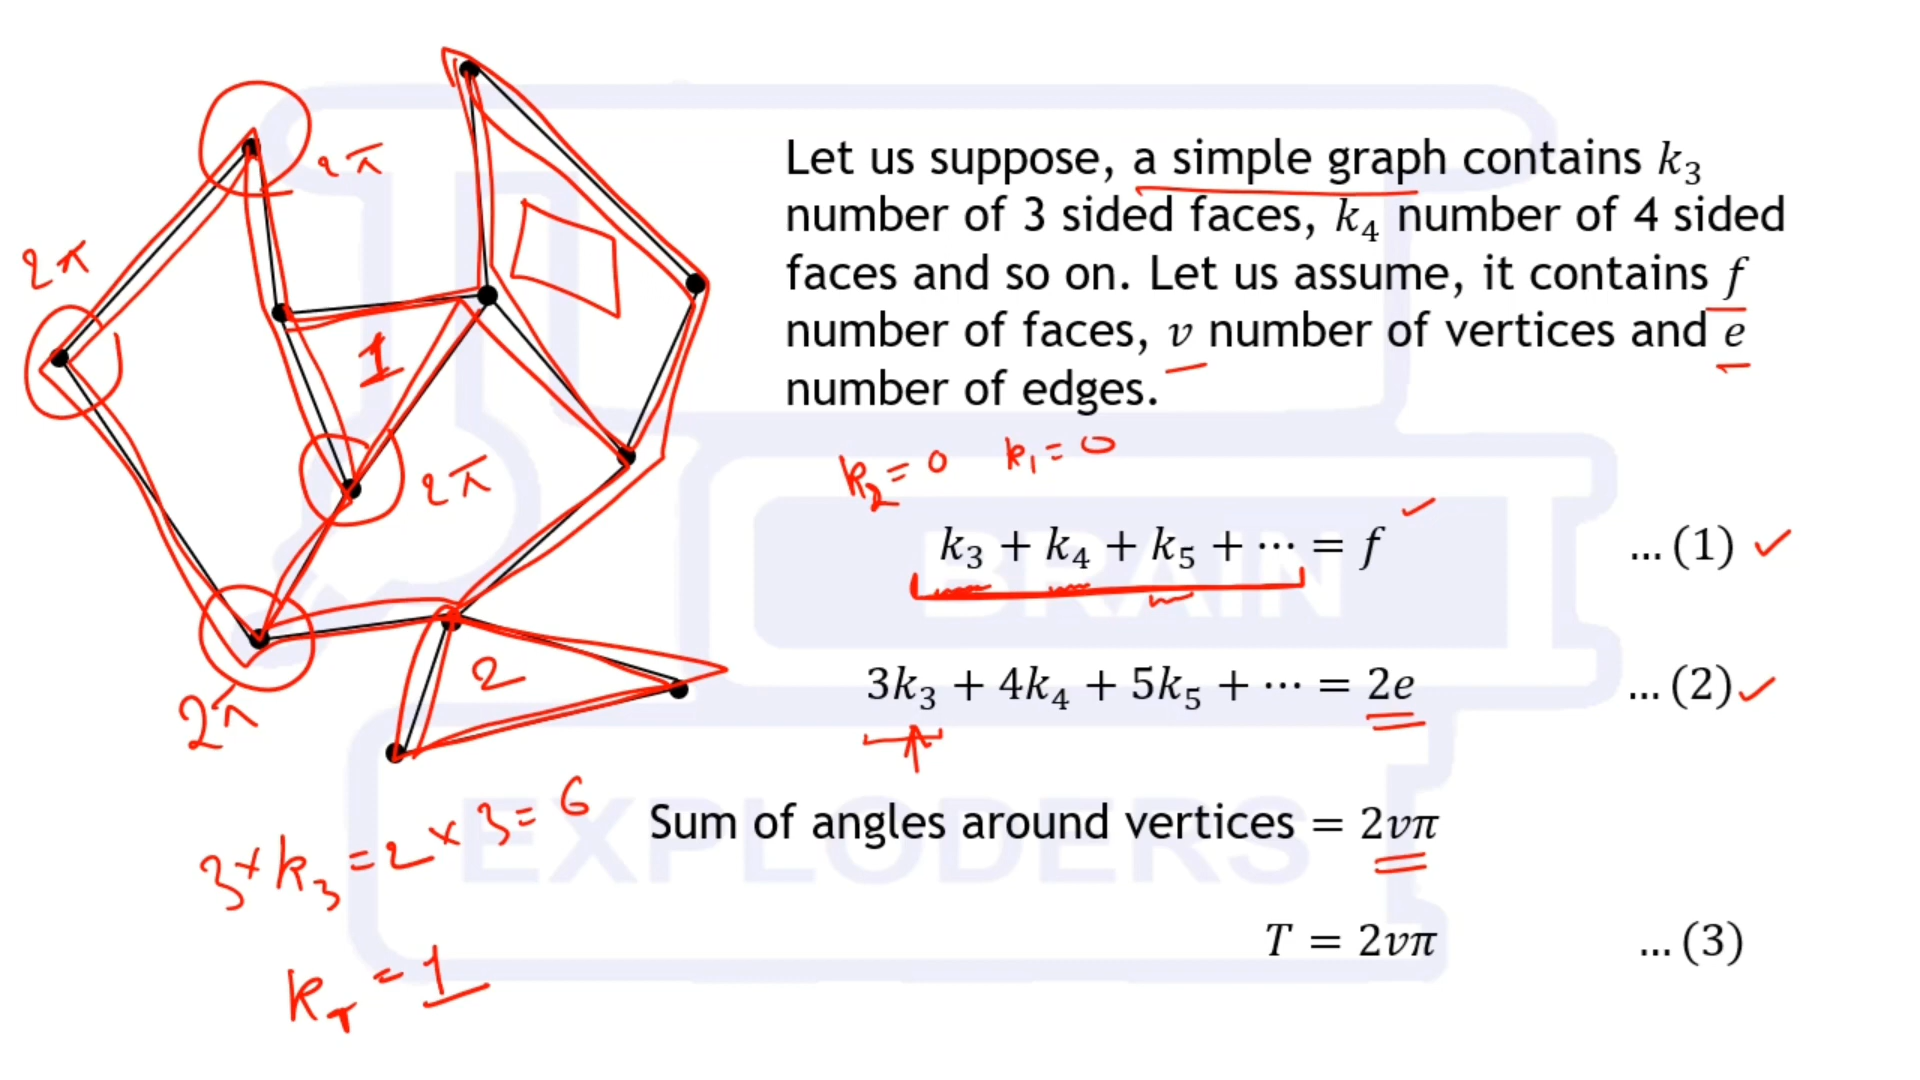 Let us suppose, a simple graph contains k₃
number of 3 sided faces, k₄ number of 4 sided
faces and so on. Let us assume, it contains f
number of faces, v number of vertices and e
number of edges.
k₂ = 0 k₁ = 0
k₃ + k₄ + k₅ + ⋯ = f ... (1)
3k₃ + 4k₄ + 5k₅ + ⋯ = 2e ... (2)
Sum of angles around vertices = 2vπ
T = 2vπ ... (3)
2π
2π
1
2π
2π
2
3 × k₃ = 2 × 3 = 6
BRAIN
EXPLODERS